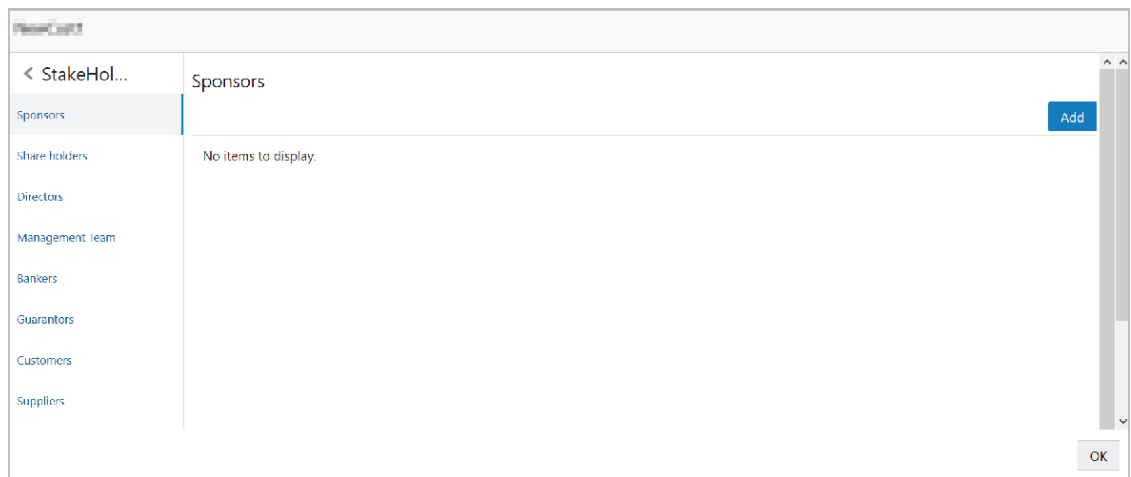 StakeHol...
Sponsors
Share holders
Directors
Management Team
Bankers
Guarantors
Customers
Suppliers
Sponsors
Add
No items to display.
OK